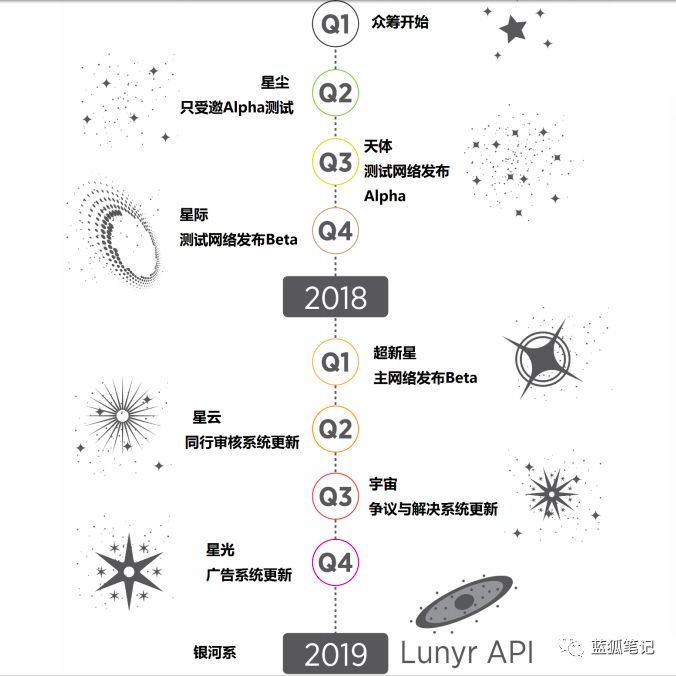 Q1
众筹开始
星尘
只受邀Alpha测试
Q2
Q3
天体
测试网络发布
Alpha
星际
测试网络发布Beta
Q4
2018
Q1
超新星
主网络发布Beta
星云
同行审核系统更新
Q2
Q3
宇宙
争议与解决系统更新
星光
广告系统更新
Q4
银河系
2019
Lunyr API
蓝狐笔记